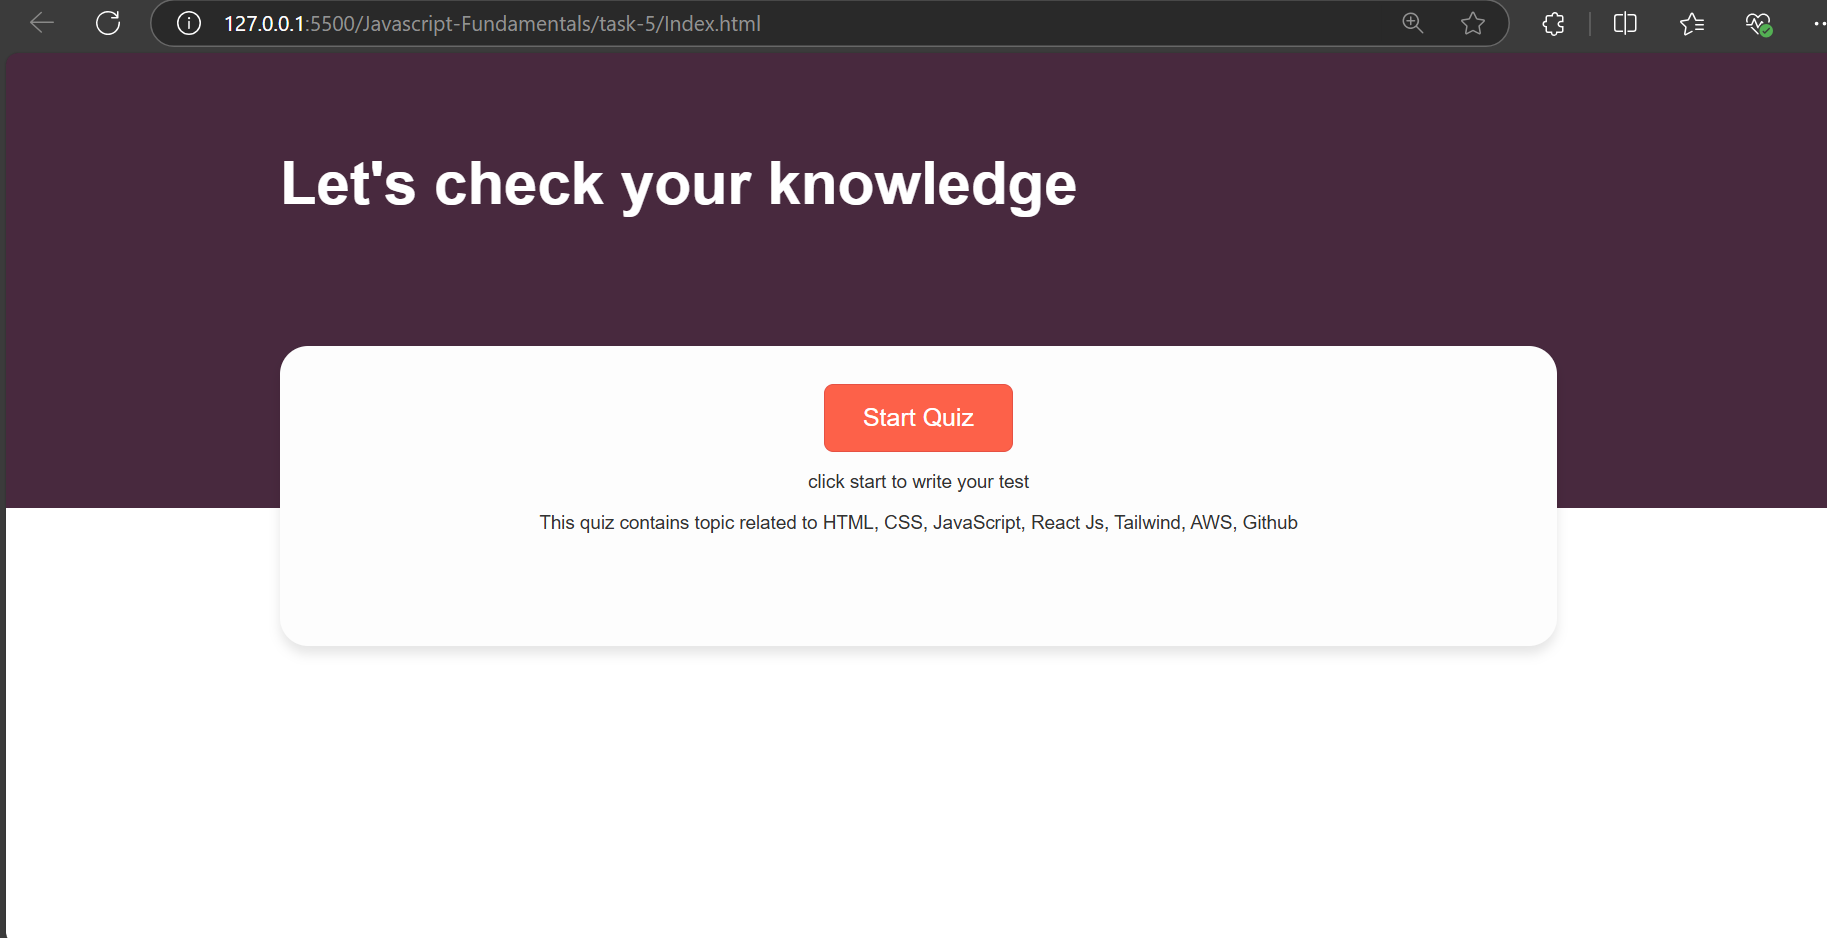 127.0.0.1:5500/Javascript-Fundamentals/task-5/Index.html
Let's check your knowledge
Start Quiz
click start to write your test
This quiz contains topic related to HTML, CSS, JavaScript, React Js, Tailwind, AWS, Github